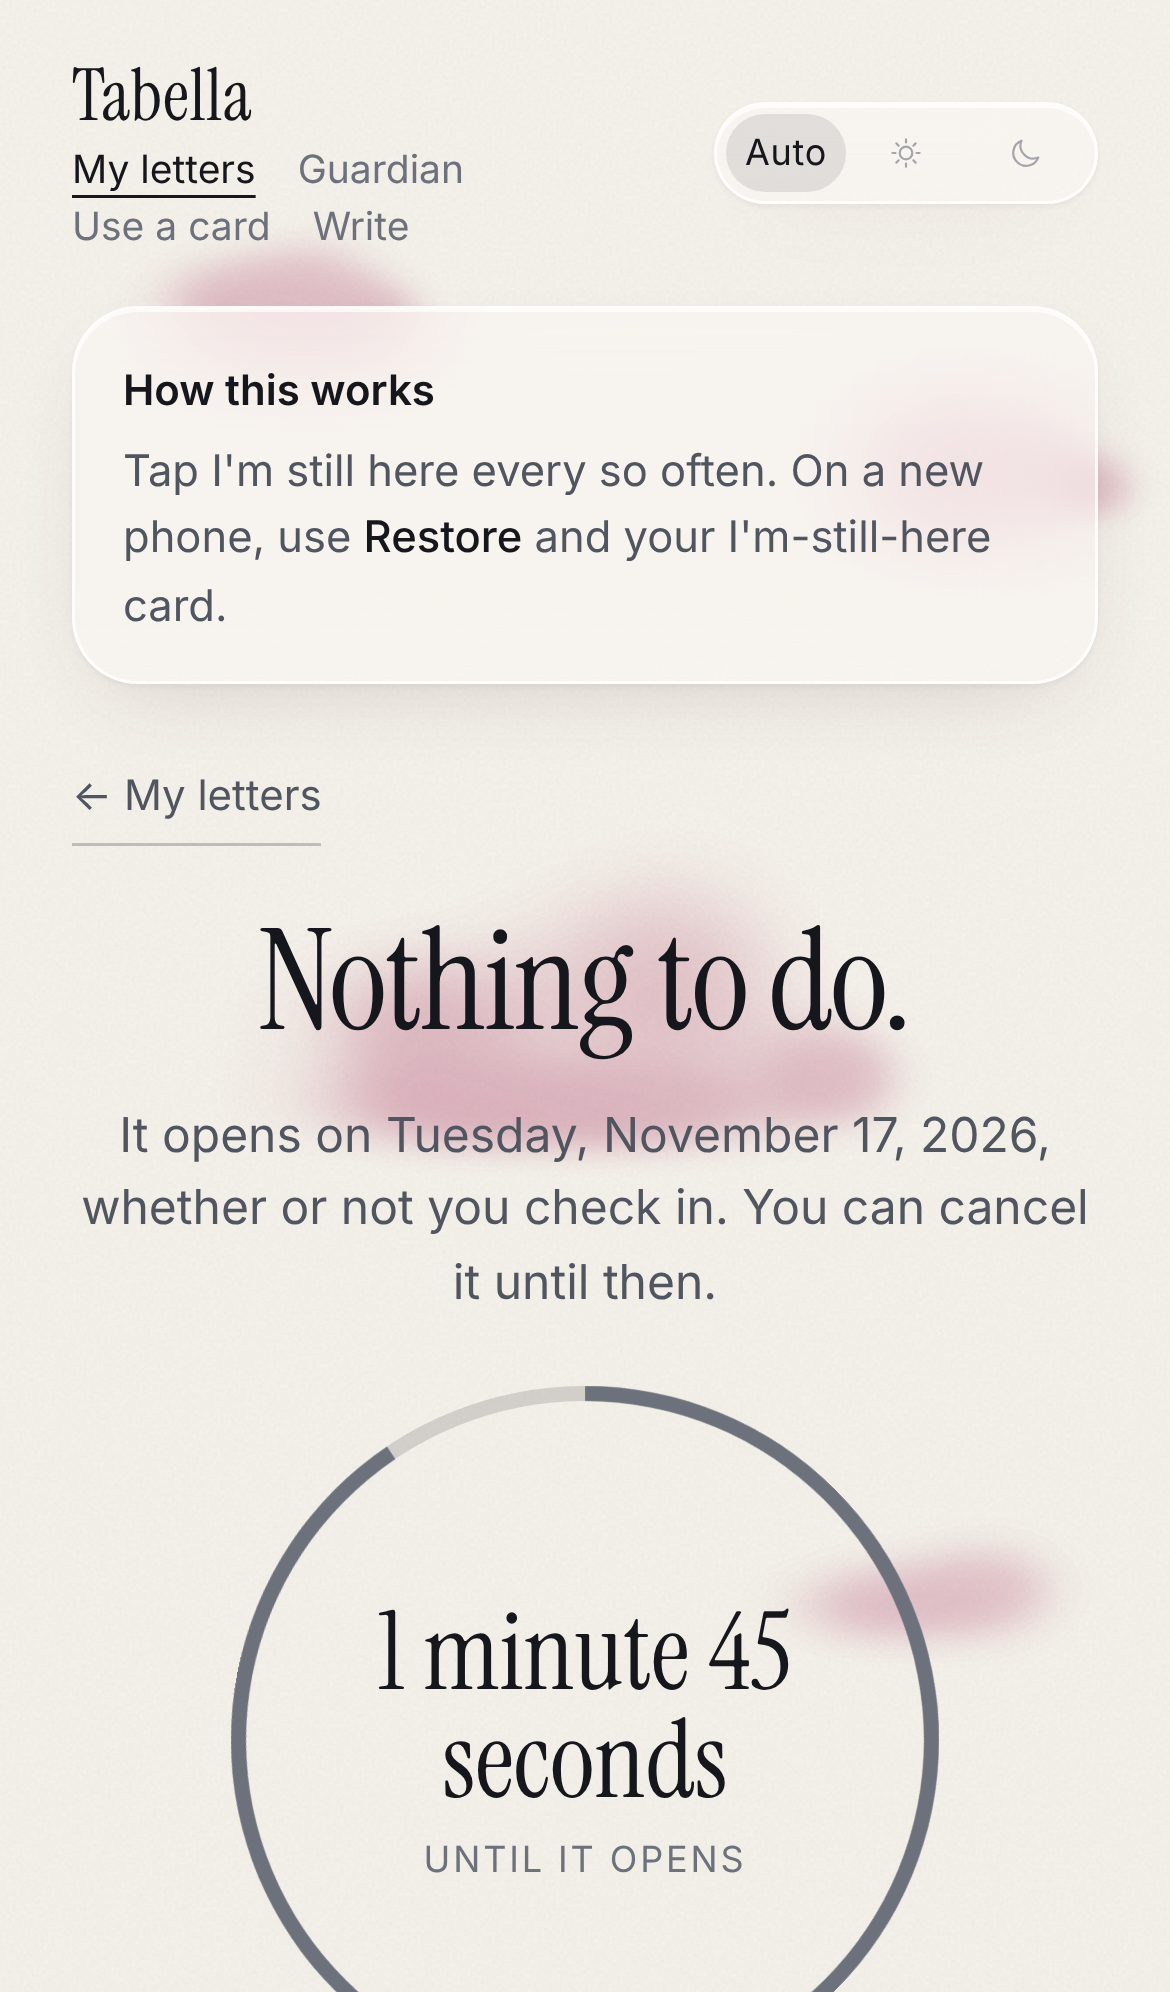 Tabella
My letters Guardian
Use a card Write
Auto
How this works
Tap I'm still here every so often. On a new
phone, use Restore and your I'm-still-here
card.
← My letters
Nothing to do.
It opens on Tuesday, November 17, 2026,
whether or not you check in. You can cancel
it until then.
1 minute 45
seconds
UNTIL IT OPENS